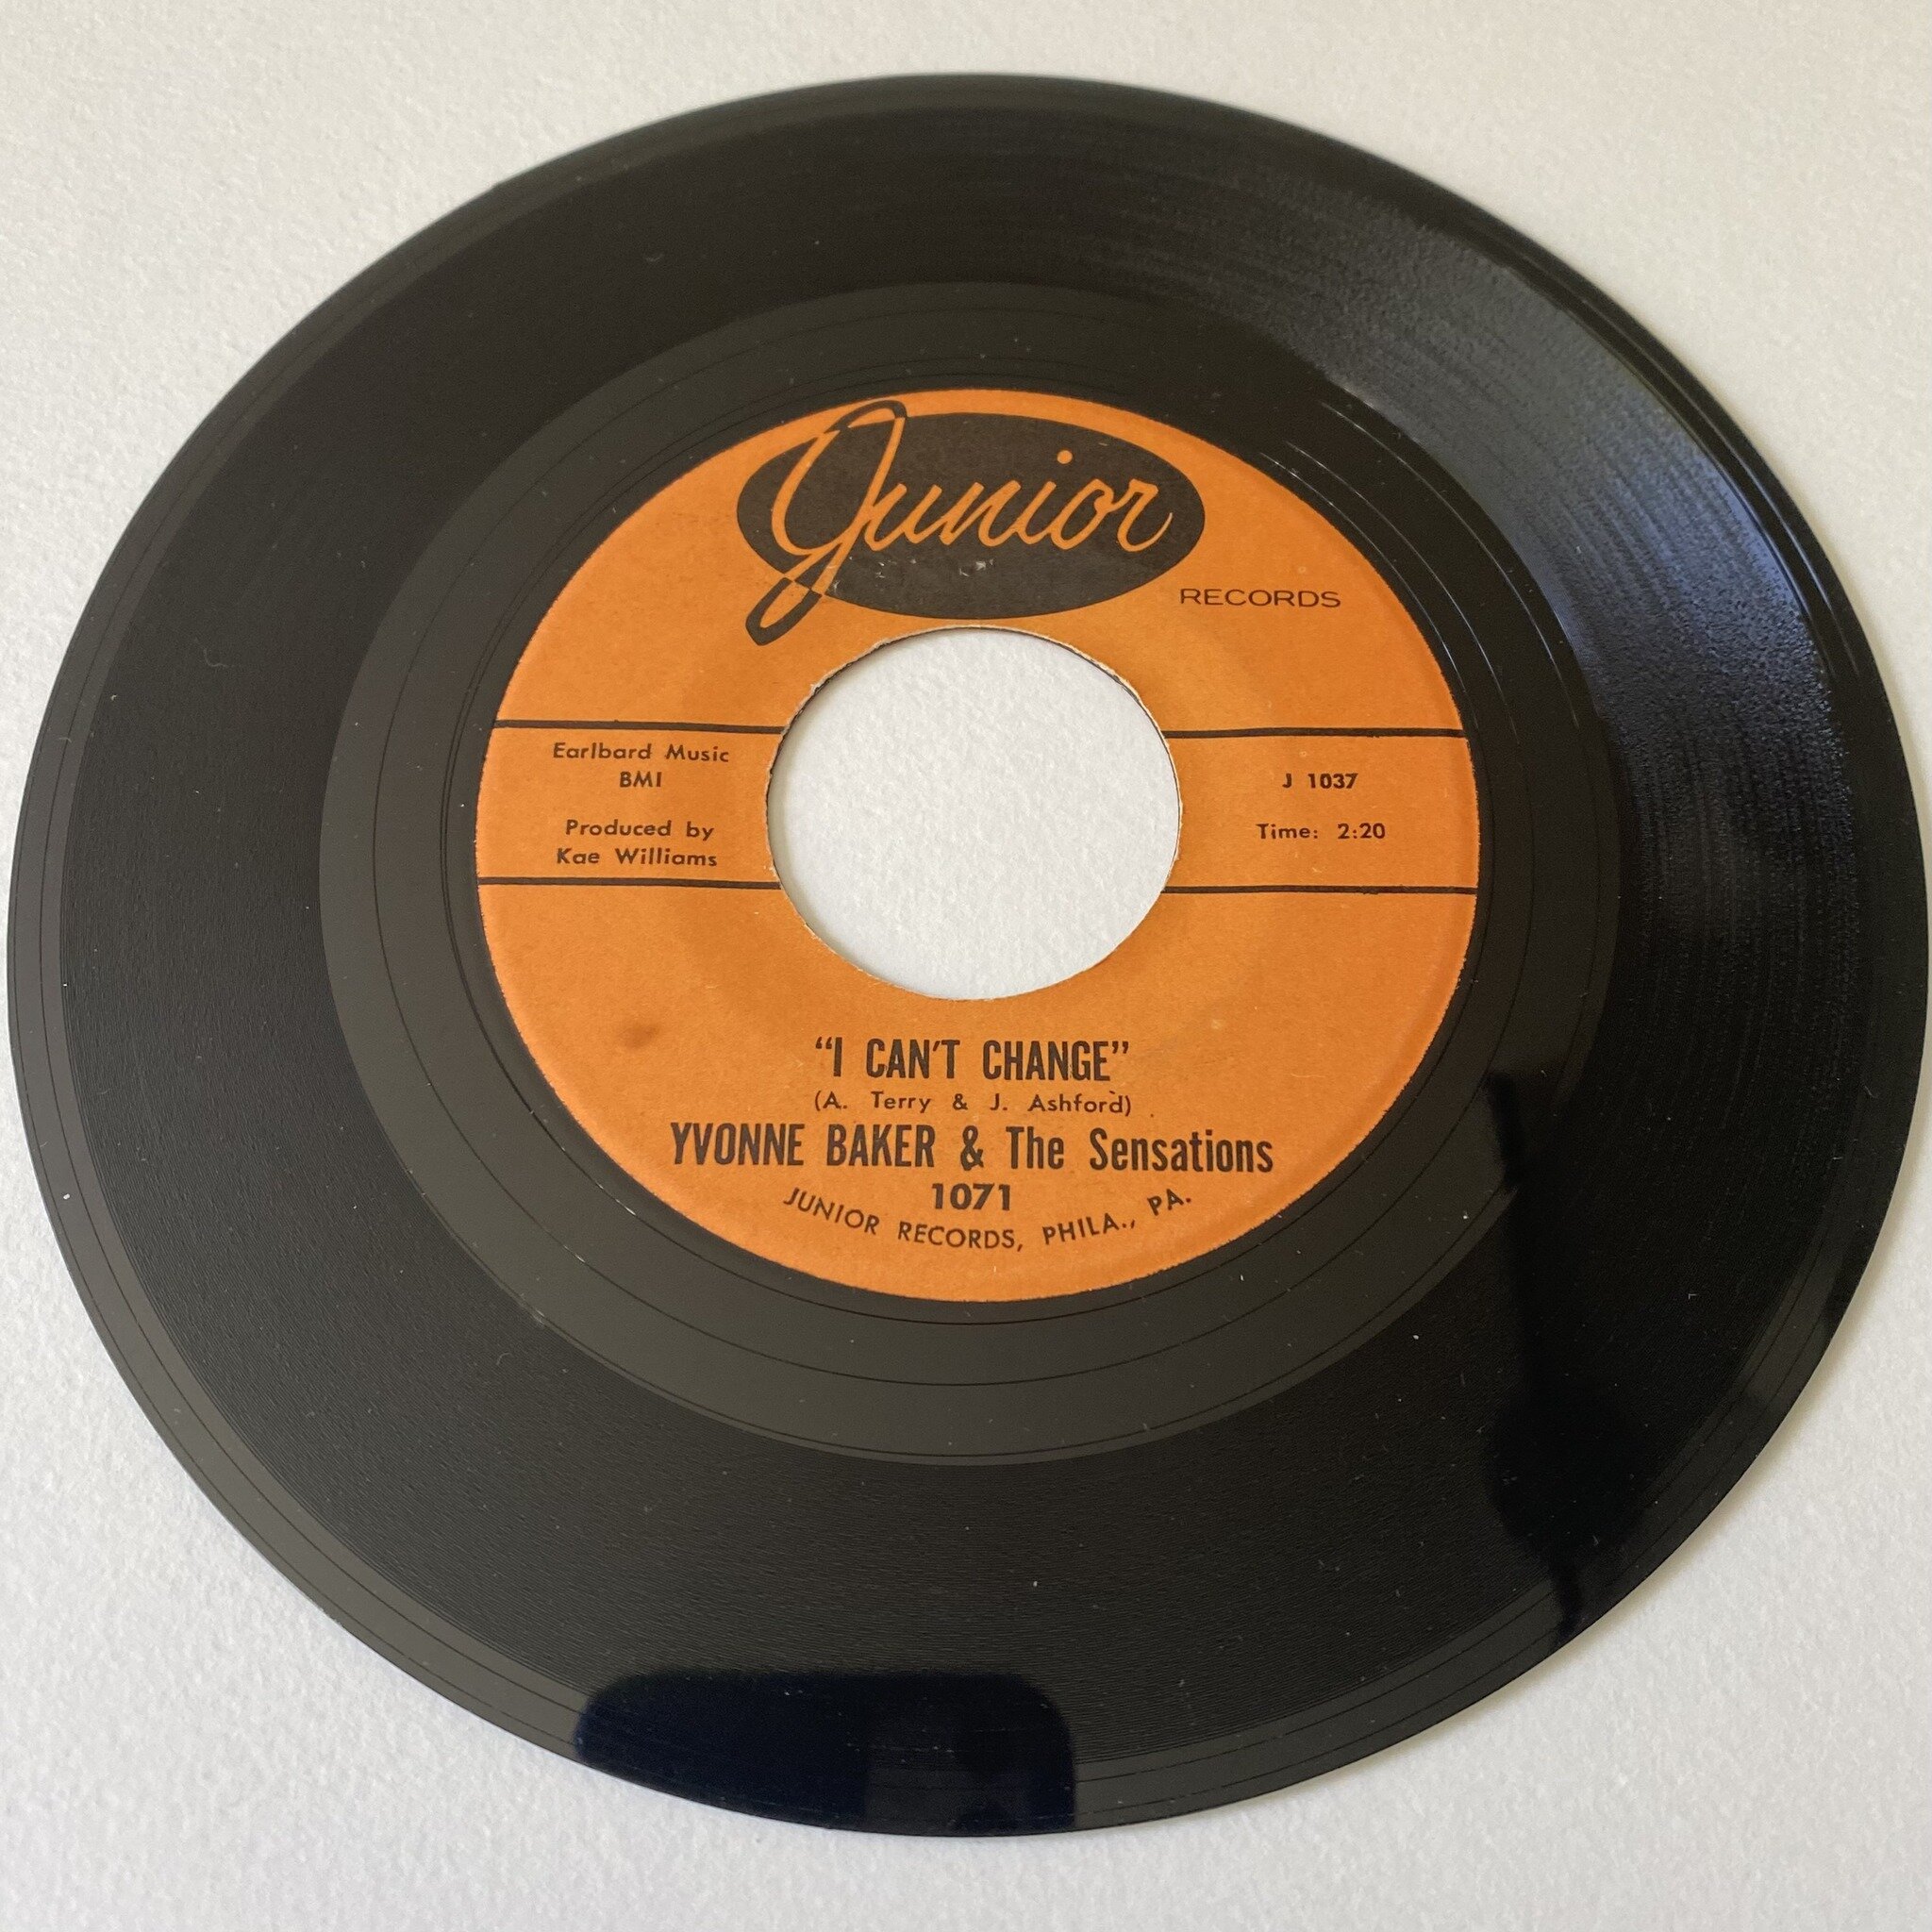 Junior
RECORDS
Earlbard Music
BMI
Produced by
Kae Williams
J 1037
Time: 2:20
“I CAN'T CHANGE”
(A. Terry & J. Ashford)
YVONNE BAKER & The Sensations
1071
JUNIOR RECORDS, PHILA., PA.